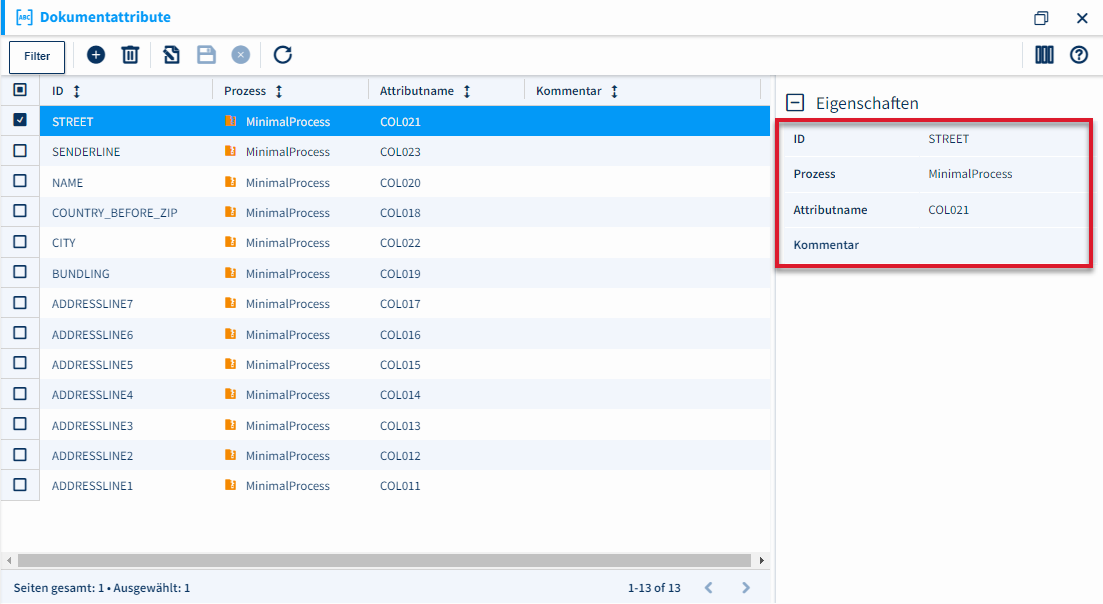 ABC Dokumentattribute
Filter
ID Prozess Attributname Kommentar
STREET MinimalProcess COL021
SENDERLINE MinimalProcess COL023
NAME MinimalProcess COL020
COUNTRY_BEFORE_ZIP MinimalProcess COL018
CITY MinimalProcess COL022
BUNDLING MinimalProcess COL019
ADDRESSLINE7 MinimalProcess COL017
ADDRESSLINE6 MinimalProcess COL016
ADDRESSLINE5 MinimalProcess COL015
ADDRESSLINE4 MinimalProcess COL014
ADDRESSLINE3 MinimalProcess COL013
ADDRESSLINE2 MinimalProcess COL012
ADDRESSLINE1 MinimalProcess COL011
Seiten gesamt: 1 • Ausgewählt: 1 1-13 of 13
Eigenschaften
ID STREET
Prozess MinimalProcess
Attributname COL021
Kommentar